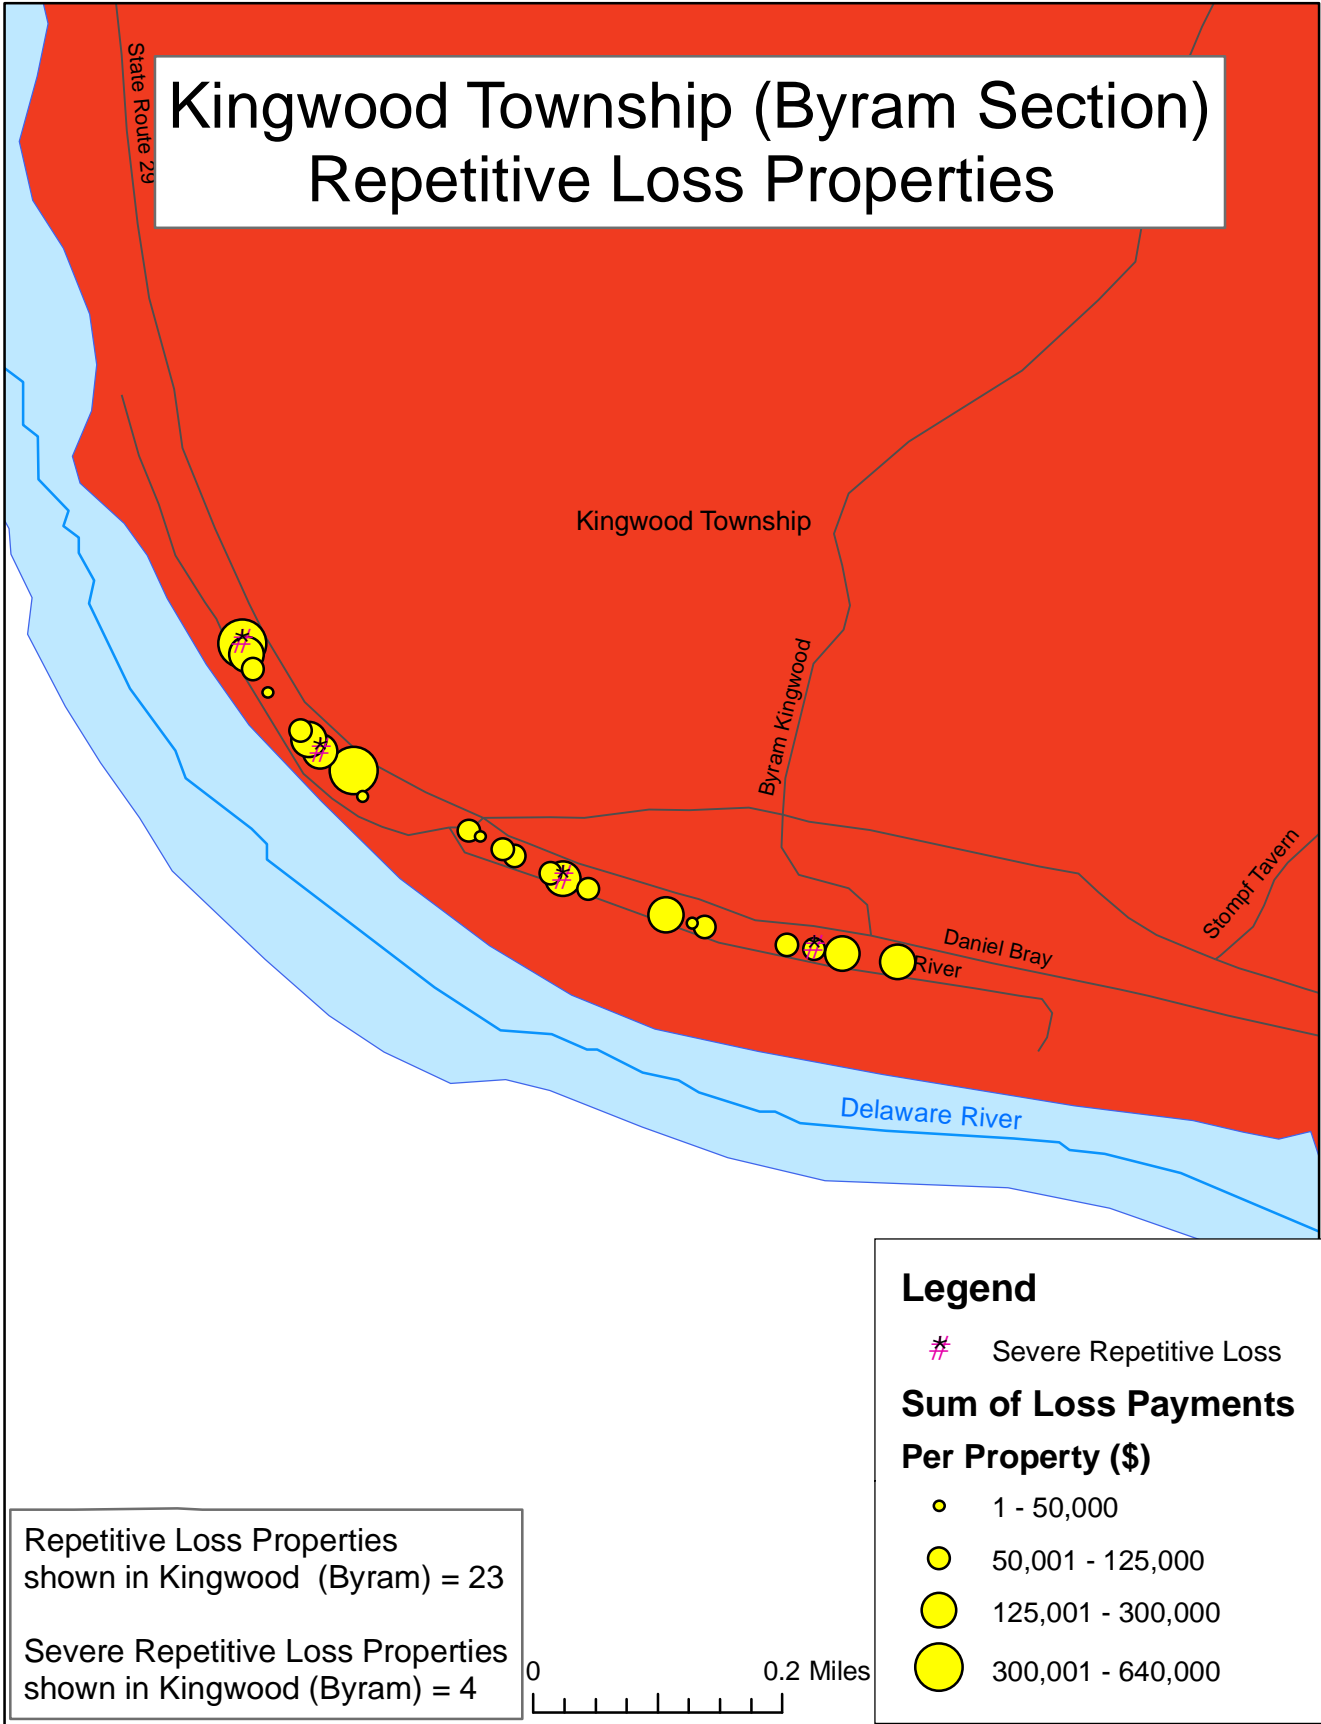 Kingwood Township (Byram Section)
Repetitive Loss Properties
State Route 29
Kingwood Township
Byram Kingwood
Stompf Tavern
Daniel Bray
River
Delaware River
Legend
Severe Repetitive Loss
Sum of Loss Payments
Per Property ($)
1 - 50,000
50,001 - 125,000
125,001 - 300,000
300,001 - 640,000
Repetitive Loss Properties
shown in Kingwood (Byram) = 23
Severe Repetitive Loss Properties
shown in Kingwood (Byram) = 4
0 0.2 Miles